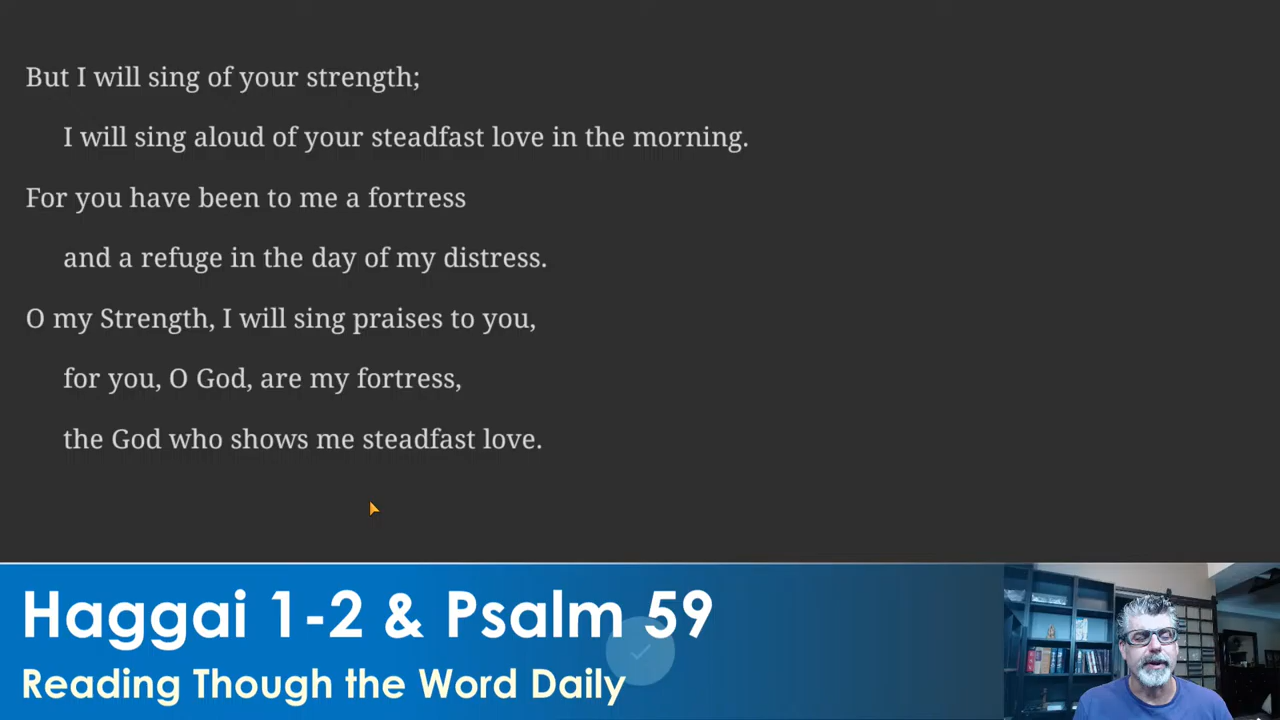 But I will sing of your strength;
I will sing aloud of your steadfast love in the morning.
For you have been to me a fortress
and a refuge in the day of my distress.
O my Strength, I will sing praises to you,
for you, O God, are my fortress,
the God who shows me steadfast love.
Haggai 1-2 & Psalm 59
Reading Though the Word Daily